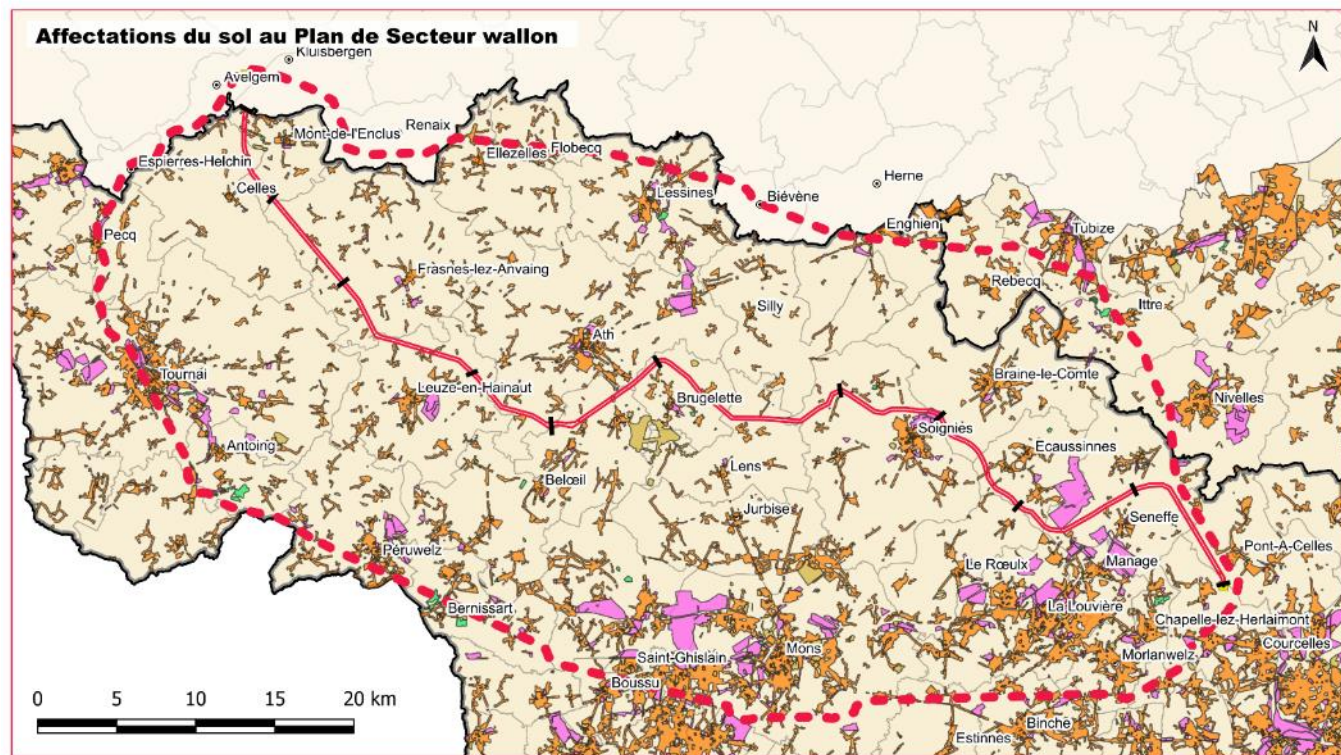 Affectations du sol au Plan de Secteur wallon
N
Kluisbergen
Avelgem
Mont-de-l'Enclus
Renaix
Ellezelles
Flobecq
Espierres-Helchin
Celles
Lessines
Biévène
Herne
Enghien
Tubize
Pecq
Frasnes-lez-Anvaing
Rebecq
Ittre
Silly
Ath
Tournai
Leuze-en-Hainaut
Brugelette
Braine-le-Comte
Nivelles
Soignies
Antoing
Ecaussinnes
Lens
Belœil
Jurbise
Seneffe
Péruwelz
Pont-A-Celles
Le Rœulx
Manage
Bernissart
La Louvière
Chapelle-lez-Herlaimont
Courcelles
Saint-Ghislain
Mons
Morlanwelz
Boussu
Binche
Estinnes
0 5 10 15 20 km